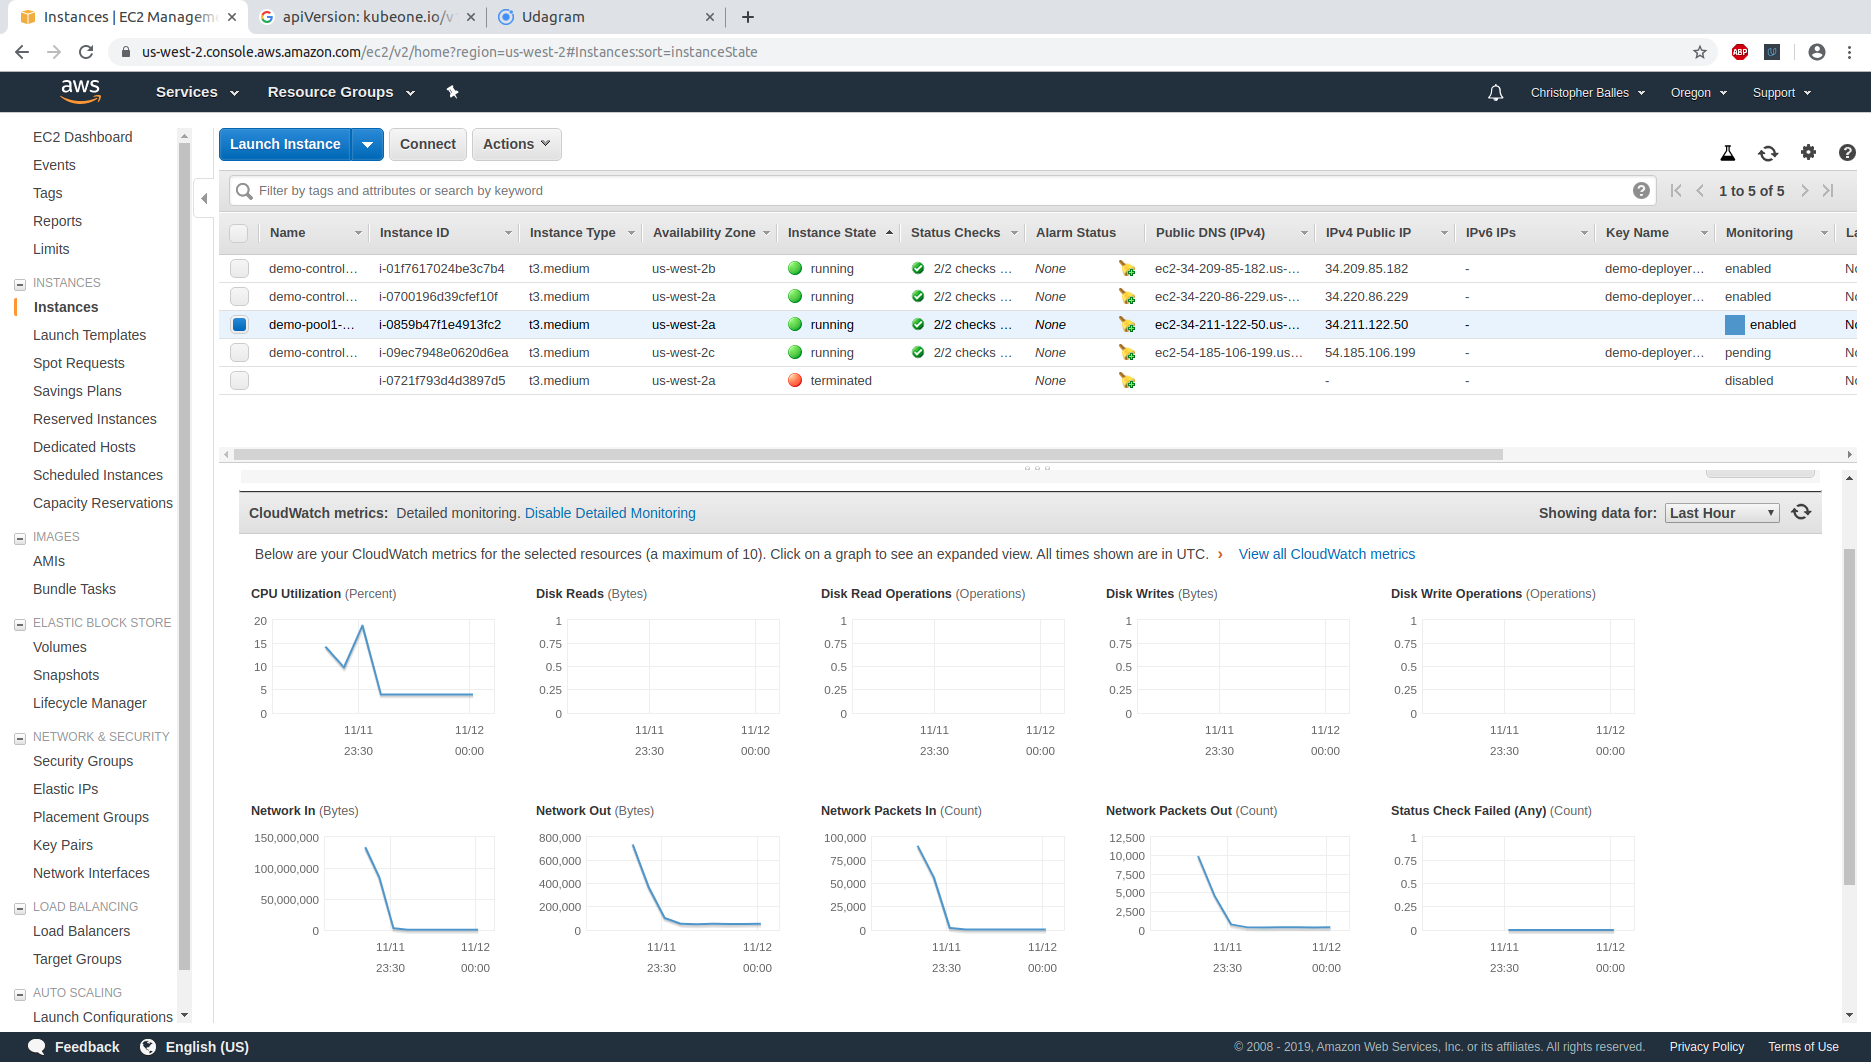 Instances | EC2 Managem
apiVersion: kubeone.io/v
Udagram
us-west-2.console.aws.amazon.com/ec2/v2/home?region=us-west-2#Instances:sort=instanceState
ABP
aws
Services
Resource Groups
Christopher Balles
Oregon
Support
EC2 Dashboard
Events
Tags
Reports
Limits
INSTANCES
Instances
Launch Templates
Spot Requests
Savings Plans
Reserved Instances
Dedicated Hosts
Scheduled Instances
Capacity Reservations
IMAGES
AMIs
Bundle Tasks
ELASTIC BLOCK STORE
Volumes
Snapshots
Lifecycle Manager
NETWORK & SECURITY
Security Groups
Elastic IPs
Placement Groups
Key Pairs
Network Interfaces
LOAD BALANCING
Load Balancers
Target Groups
AUTO SCALING
Launch Configurations
Launch Instance Connect Actions
Filter by tags and attributes or search by keyword
1 to 5 of 5
Name Instance ID Instance Type Availability Zone Instance State Status Checks Alarm Status Public DNS (IPv4) IPv4 Public IP IPv6 IPs Key Name Monitoring La
demo-control... i-01f7617024be3c7b4 t3.medium us-west-2b running 2/2 checks ... None ec2-34-209-85-182.us-... 34.209.85.182 - demo-deployer... enabled No
demo-control... i-0700196d39cfef10f t3.medium us-west-2a running 2/2 checks ... None ec2-34-220-86-229.us-... 34.220.86.229 - demo-deployer... enabled No
demo-pool1-... i-0859b47f1e4913fc2 t3.medium us-west-2a running 2/2 checks ... None ec2-34-211-122-50.us-... 34.211.122.50 - enabled No
demo-control... i-09ec7948e0620d6ea t3.medium us-west-2c running 2/2 checks ... None ec2-54-185-106-199.us... 54.185.106.199 - demo-deployer... pending No
i-0721f793d4d3897d5 t3.medium us-west-2a terminated None - - disabled No
CloudWatch metrics: Detailed monitoring. Disable Detailed Monitoring
Showing data for: Last Hour
Below are your CloudWatch metrics for the selected resources (a maximum of 10). Click on a graph to see an expanded view. All times shown are in UTC. › View all CloudWatch metrics
CPU Utilization (Percent)
20
15
10
5
0
11/11 11/12
23:30 00:00
Disk Reads (Bytes)
1
0.75
0.5
0.25
0
11/11 11/12
23:30 00:00
Disk Read Operations (Operations)
1
0.75
0.5
0.25
0
11/11 11/12
23:30 00:00
Disk Writes (Bytes)
1
0.75
0.5
0.25
0
11/11 11/12
23:30 00:00
Disk Write Operations (Operations)
1
0.75
0.5
0.25
0
11/11 11/12
23:30 00:00
Network In (Bytes)
150,000,000
100,000,000
50,000,000
0
11/11 11/12
23:30 00:00
Network Out (Bytes)
800,000
600,000
400,000
200,000
0
11/11 11/12
23:30 00:00
Network Packets In (Count)
100,000
75,000
50,000
25,000
0
11/11 11/12
23:30 00:00
Network Packets Out (Count)
12,500
10,000
7,500
5,000
2,500
0
11/11 11/12
23:30 00:00
Status Check Failed (Any) (Count)
1
0.75
0.5
0.25
0
11/11 11/12
23:30 00:00
Feedback
English (US)
© 2008 - 2019, Amazon Web Services, Inc. or its affiliates. All rights reserved. Privacy Policy Terms of Use